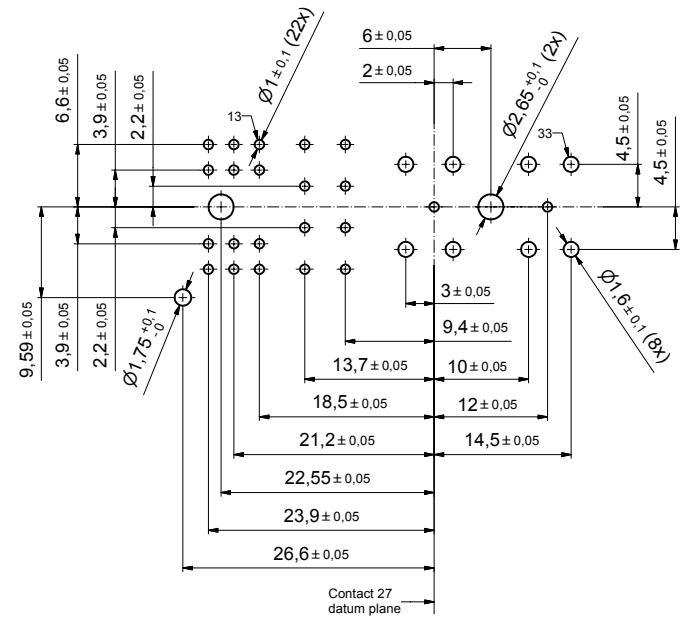 6 ± 0,05
2 ± 0,05
6,6 ± 0,05
3,9 ± 0,05
2,2 ± 0,05
Ø1 ± 0,1 (22x)
13
Ø2,65 +0,1 -0 (2x)
33
4,5 ± 0,05
4,5 ± 0,05
9,59 ± 0,05
3,9 ± 0,05
2,2 ± 0,05
Ø1,75 +0,1 -0
Ø1,6 ± 0,1 (8x)
3 ± 0,05
9,4 ± 0,05
13,7 ± 0,05
10 ± 0,05
18,5 ± 0,05
12 ± 0,05
21,2 ± 0,05
14,5 ± 0,05
22,55 ± 0,05
23,9 ± 0,05
26,6 ± 0,05
Contact 27
datum plane